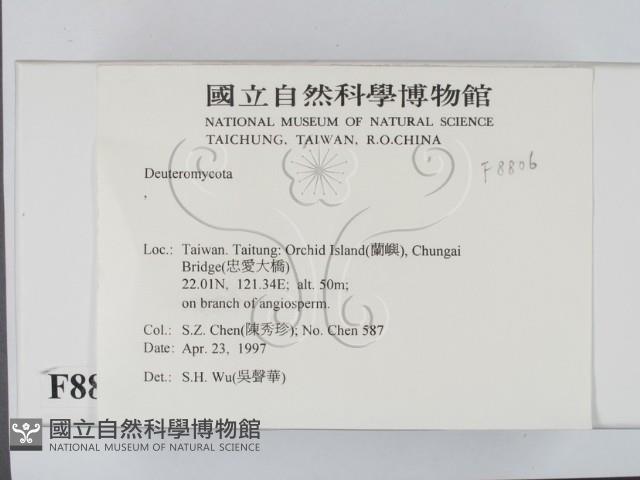 國立自然科學博物館
NATIONAL MUSEUM OF NATURAL SCIENCE
TAICHUNG, TAIWAN, R.O.CHINA
F8806
Deuteromycota
,
Loc.: Taiwan. Taitung: Orchid Island(蘭嶼), Chungai
Bridge(忠愛大橋)
22.01N, 121.34E; alt. 50m;
on branch of angiosperm.
Col.: S.Z. Chen(陳秀珍); No. Chen 587
Date: Apr. 23, 1997
Det.: S.H. Wu(吳聲華)
F88
國立自然科學博物館
NATIONAL MUSEUM OF NATURAL SCIENCE